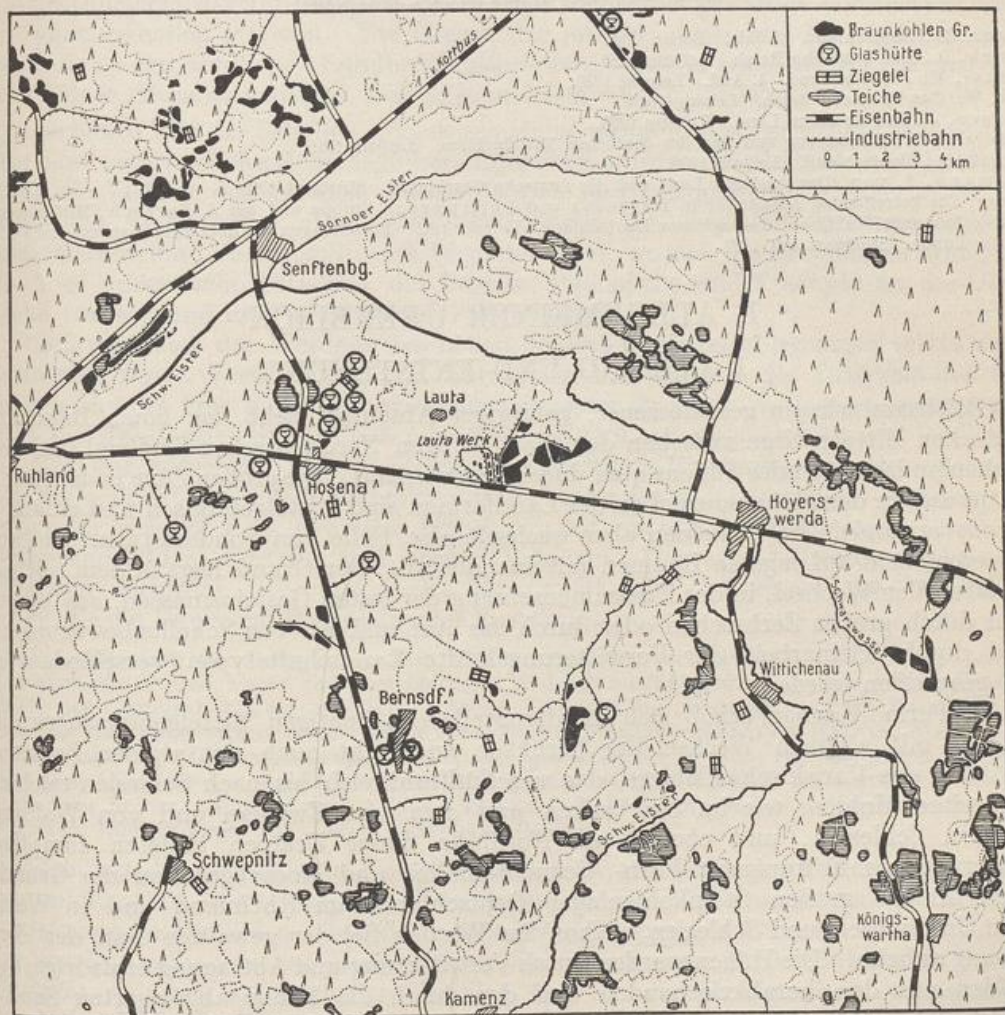 Braunkohlen Gr.
Glashütte
Ziegelei
Teiche
Eisenbahn
Industriebahn
0 1 2 3 4 km
v. Kottbus
Sornoer Elster
Senftenbg.
Schw. Elster
Lauta
Lauta Werk
Ruhland
Hosena
Hoyers-
werda
Schwarzwasser
Wittichenau
Bernsdf.
Schw. Elster
Schwepnitz
Königs-
wartha
Kamenz